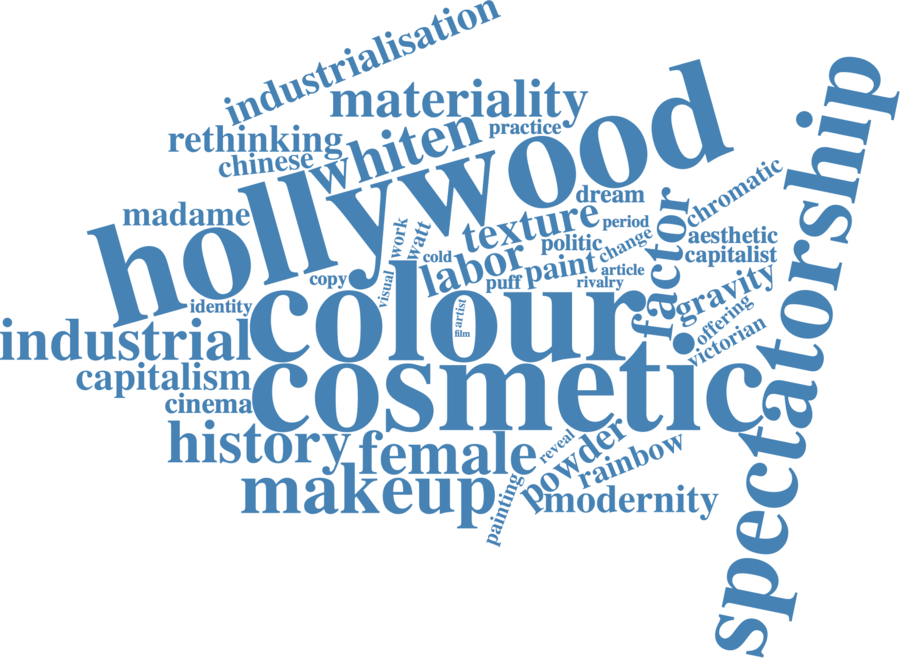 industrialisation
materiality
rethinking
whiten
practice
chinese
hollywood
madame
dream
chromatic
spectatorship
texture
period
factor
work
watt
politic
change
aesthetic
cold
labor
capitalist
copy
visual
puff
paint
article
rivalry
gravity
identity
colour
artist
film
offering
victorian
industrial
capitalism
cosmetic
cinema
history
female
reveal
powder
rainbow
makeup
painting
modernity